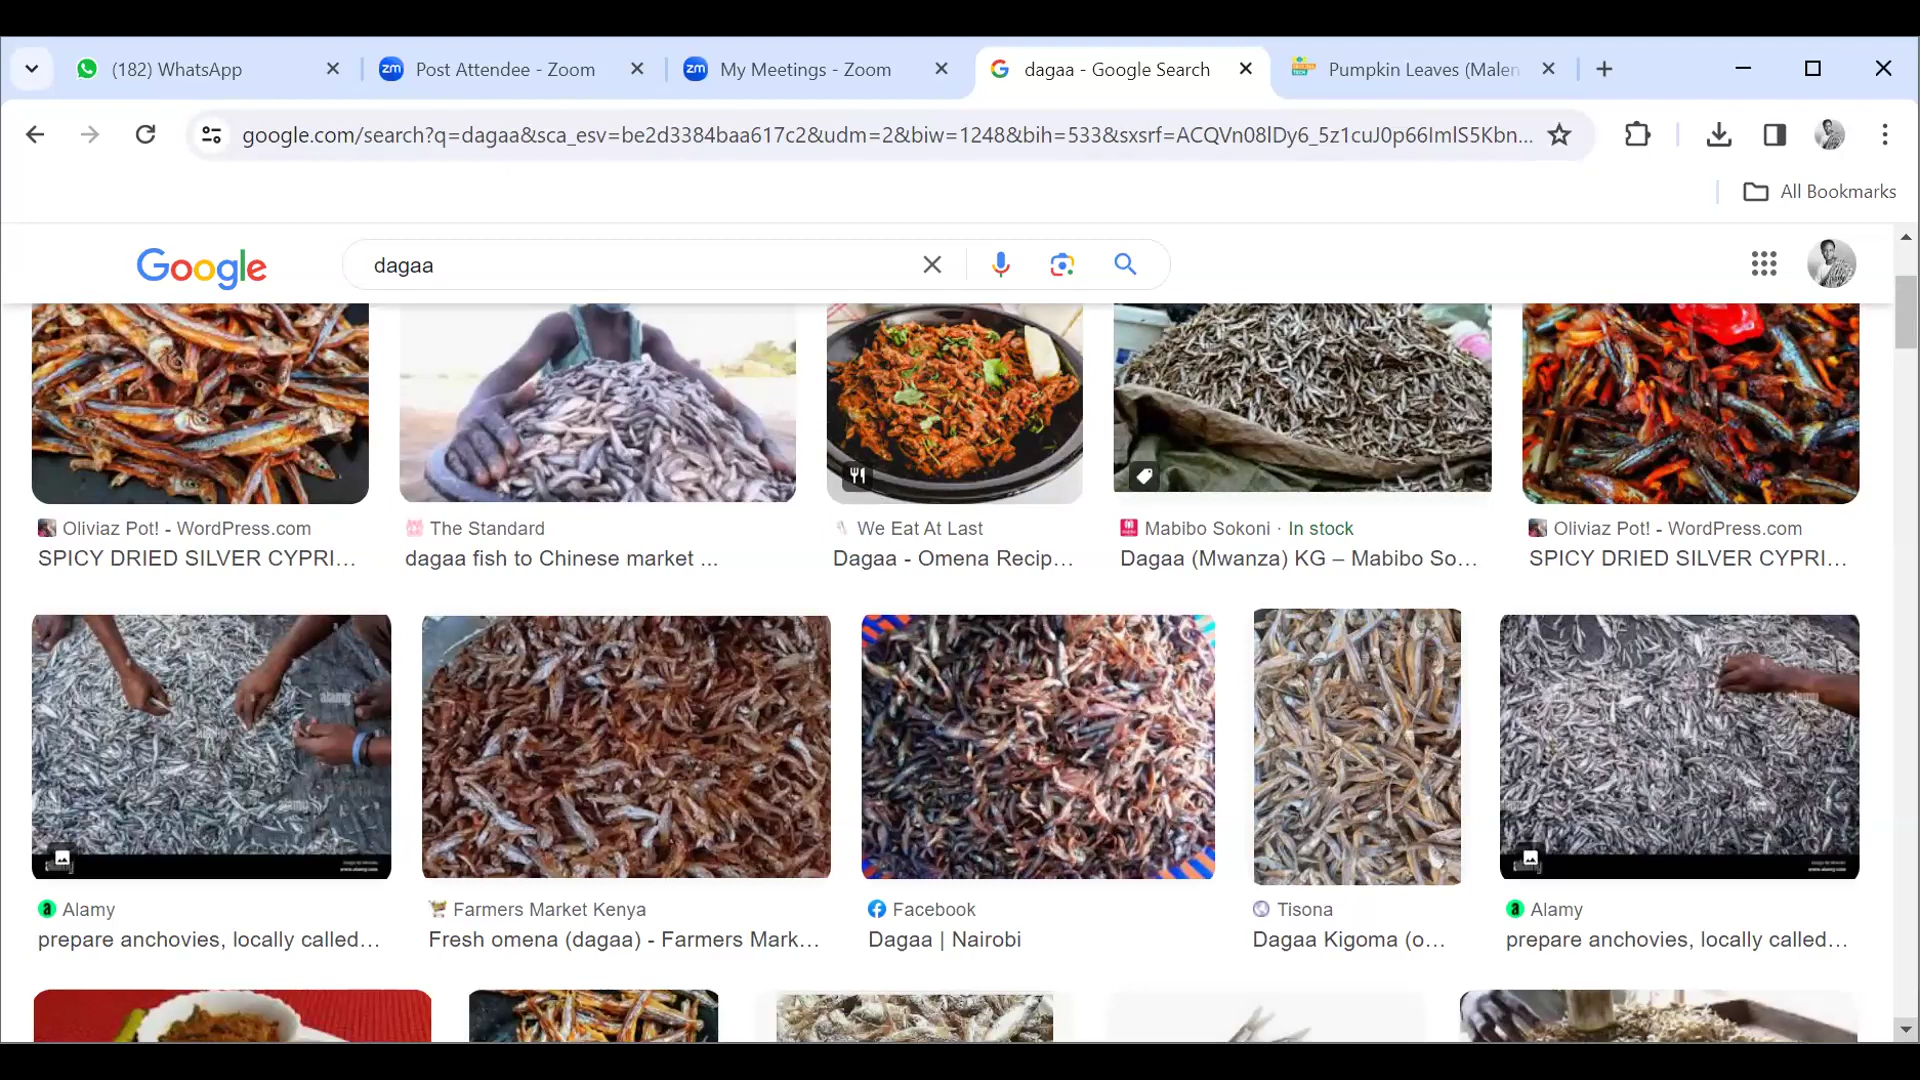 (182) WhatsApp
zm Post Attendee - Zoom
zm My Meetings - Zoom
dagaa - Google Search
Pumpkin Leaves (Malen
google.com/search?q=dagaa&sca_esv=be2d3384baa617c2&udm=2&biw=1248&bih=533&sxsrf=ACQVn08lDy6_5z1cuJ0p66ImlS5Kbn...
All Bookmarks
Google
dagaa
Oliviaz Pot! - WordPress.com
SPICY DRIED SILVER CYPRI...
The Standard
dagaa fish to Chinese market ...
We Eat At Last
Dagaa - Omena Recip...
Mabibo Sokoni · In stock
Dagaa (Mwanza) KG – Mabibo So...
Oliviaz Pot! - WordPress.com
SPICY DRIED SILVER CYPRI...
a Alamy
prepare anchovies, locally called...
Farmers Market Kenya
Fresh omena (dagaa) - Farmers Mark...
Facebook
Dagaa | Nairobi
Tisona
Dagaa Kigoma (o...
a Alamy
prepare anchovies, locally called...